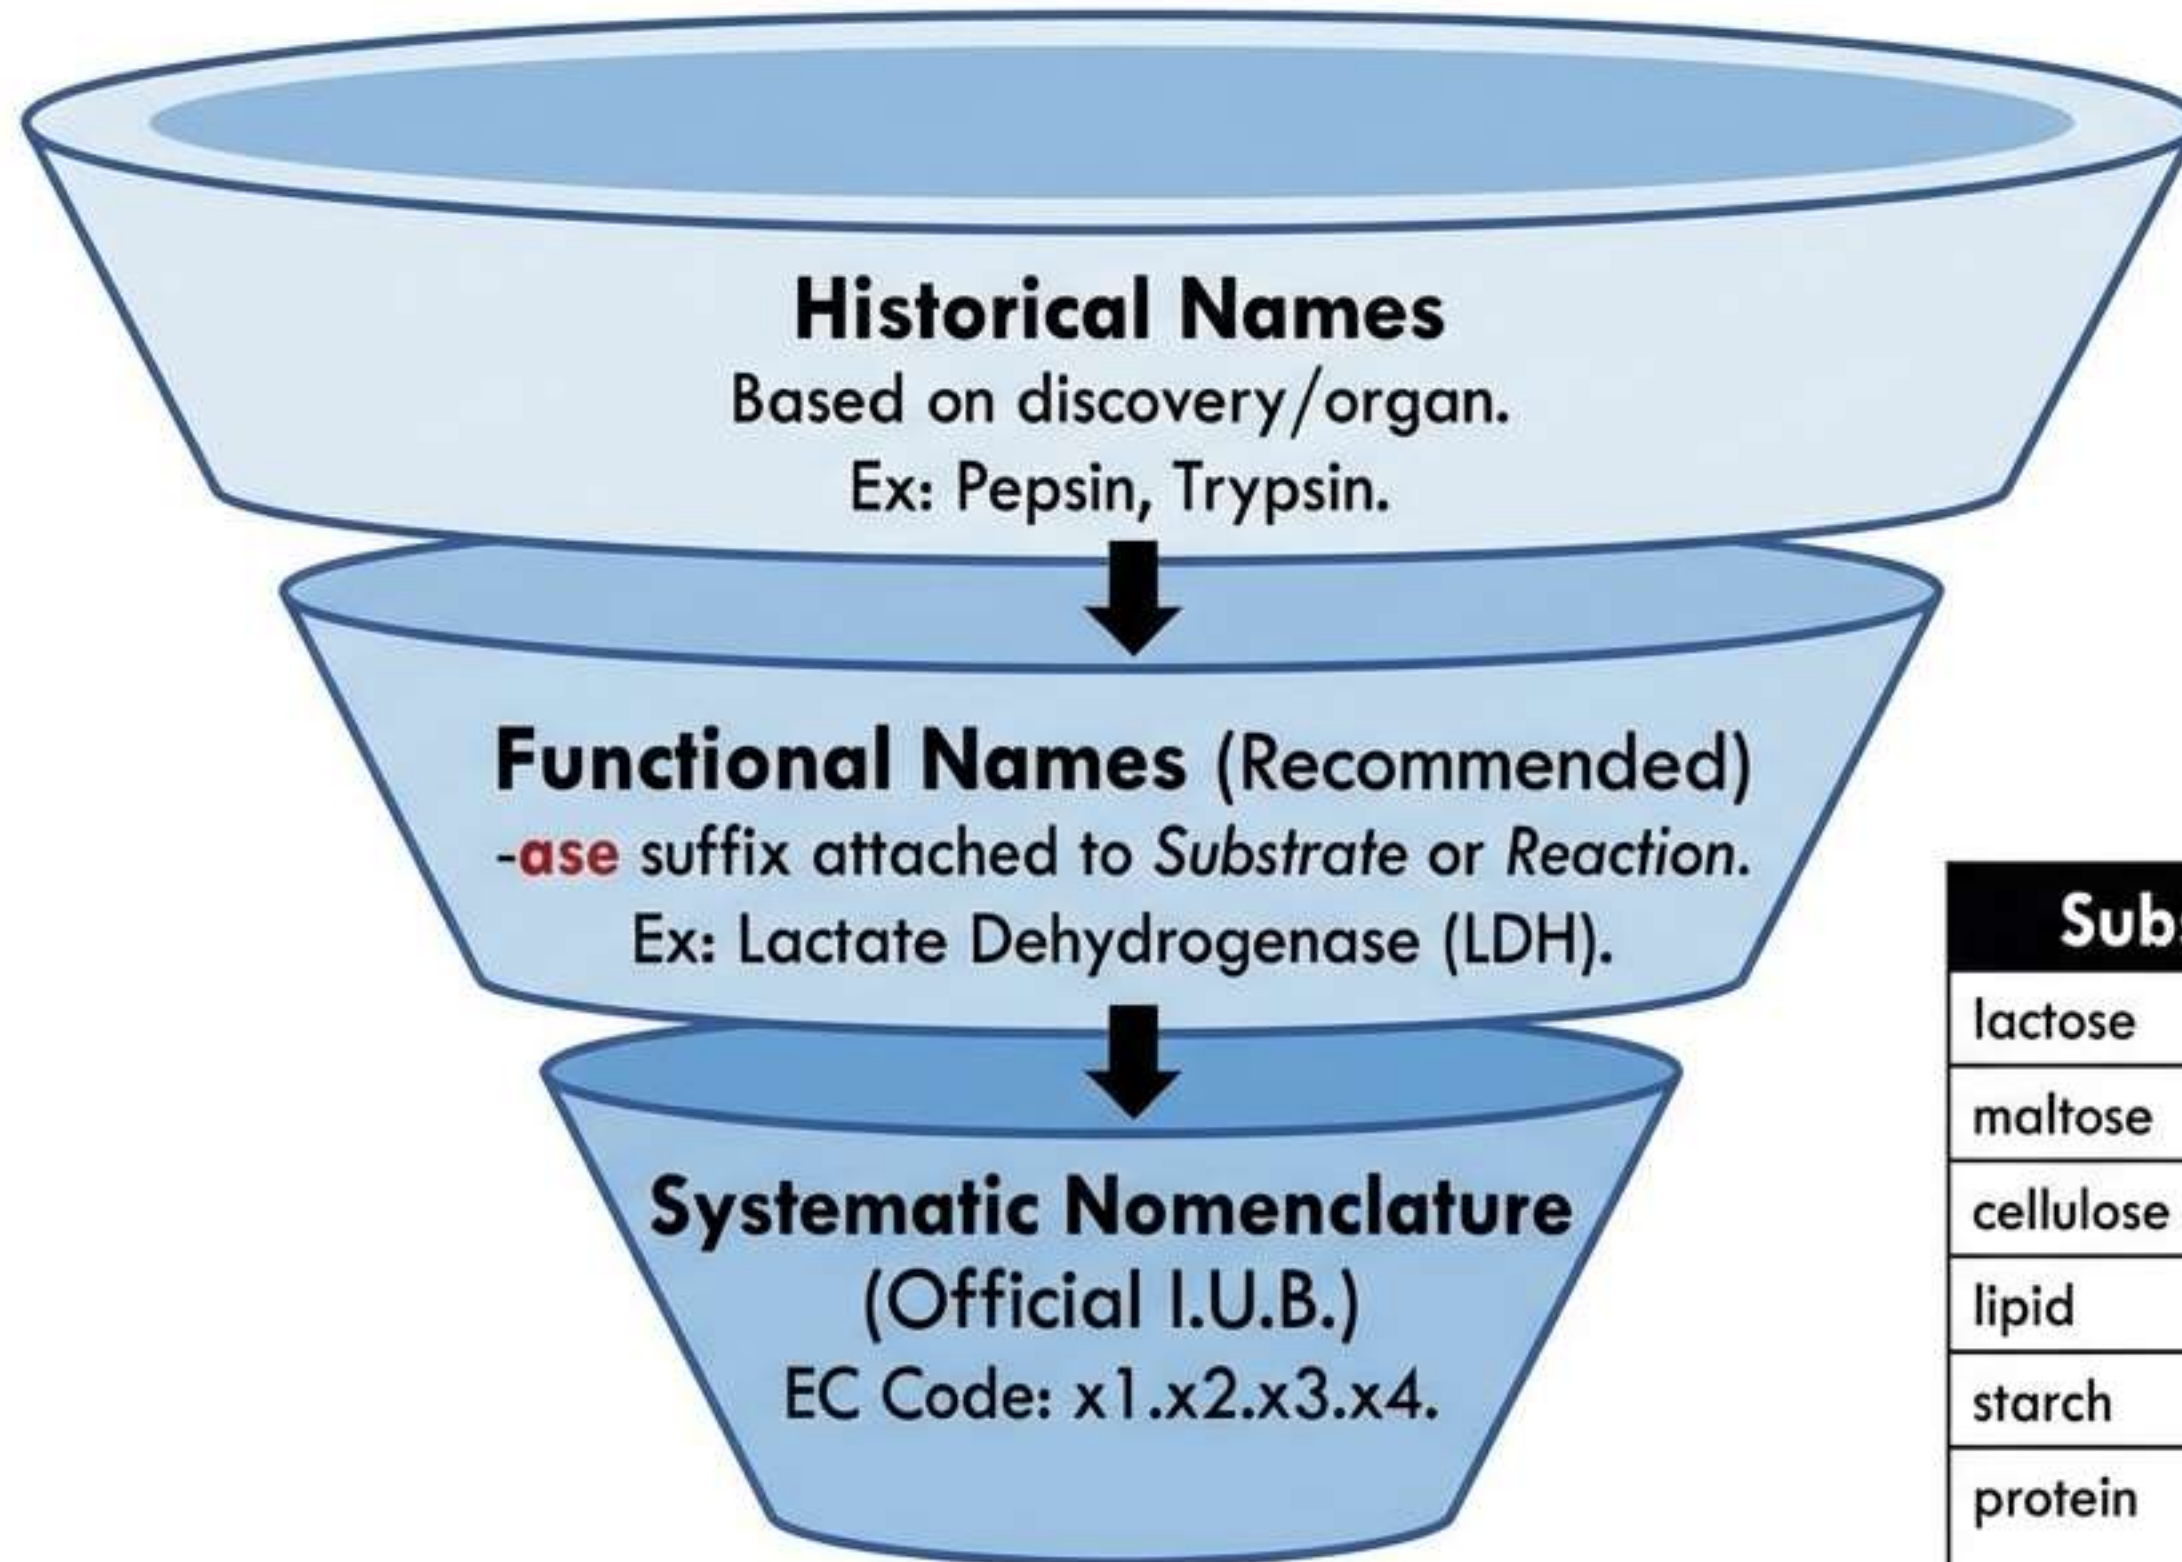 Historical Names
Based on discovery/organ.
Ex: Pepsin, Trypsin.
Functional Names (Recommended)
-ase suffix attached to Substrate or Reaction.
Ex: Lactate Dehydrogenase (LDH).
Systematic Nomenclature
(Official I.U.B.)
EC Code: x1.x2.x3.x4.
Subs
lactose
maltose
cellulose
lipid
starch
protein